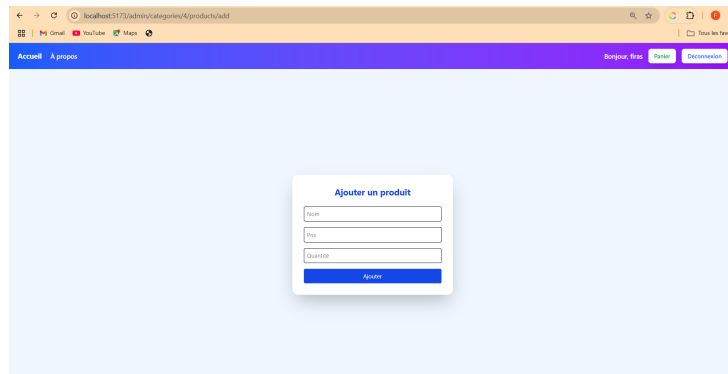 localhost:5173/admin/categories/4/products/add
Gmail YouTube Maps Tous les fav
Accueil À propos Bonjour, firas Panier Déconnexion
Ajouter un produit
Nom
Prix
Quantité
Ajouter